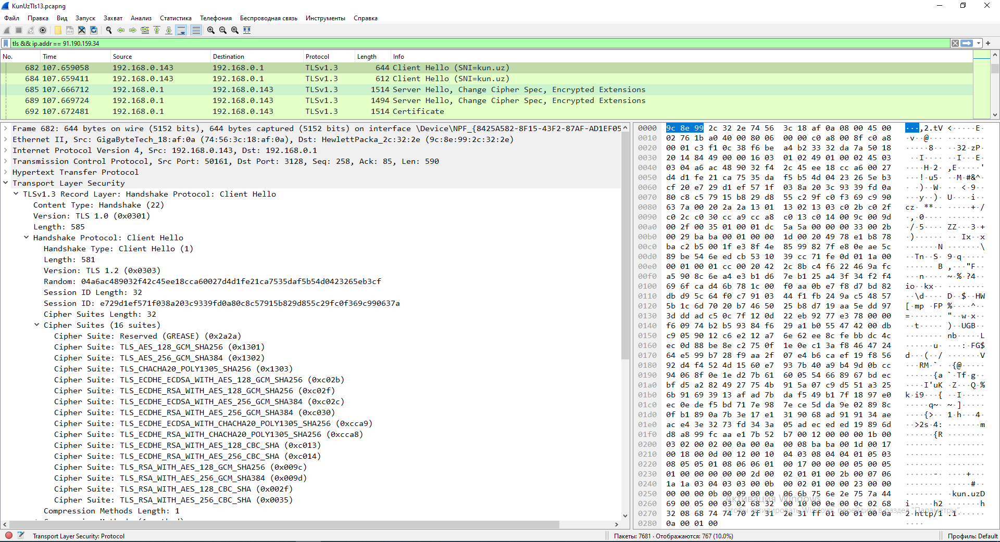 KunUzTls13.pcapng
Файл Правка Вид Запуск Захват Анализ Статистика Телефония Беспроводная связь Инструменты Справка
tls && ip.addr == 91.190.159.34
No. Time Source Destination Protocol Length Info
682 107.659058 192.168.0.143 192.168.0.1 TLSv1.3 644 Client Hello (SNI=kun.uz)
684 107.659411 192.168.0.143 192.168.0.1 TLSv1.3 612 Client Hello (SNI=kun.uz)
685 107.666712 192.168.0.1 192.168.0.143 TLSv1.3 1514 Server Hello, Change Cipher Spec, Encrypted Extensions
689 107.669724 192.168.0.1 192.168.0.143 TLSv1.3 1494 Server Hello, Change Cipher Spec, Encrypted Extensions
692 107.672481 192.168.0.1 192.168.0.143 TLSv1.3 1514 Certificate
Frame 682: 644 bytes on wire (5152 bits), 644 bytes captured (5152 bits) on interface \Device\NPF_{8425A582-8F15-43F2-87AF-AD1EF05
Ethernet II, Src: GigaByteTech_18:af:0a (74:56:3c:18:af:0a), Dst: HewlettPacka_2c:32:2e (9c:8e:99:2c:32:2e)
Internet Protocol Version 4, Src: 192.168.0.143, Dst: 192.168.0.1
Transmission Control Protocol, Src Port: 50161, Dst Port: 3128, Seq: 258, Ack: 85, Len: 590
Hypertext Transfer Protocol
Transport Layer Security
TLSv1.3 Record Layer: Handshake Protocol: Client Hello
Content Type: Handshake (22)
Version: TLS 1.0 (0x0301)
Length: 585
Handshake Protocol: Client Hello
Handshake Type: Client Hello (1)
Length: 581
Version: TLS 1.2 (0x0303)
Random: 04a6ac489032f42c45ee18cca60027d4d1fe21ca7535daf5b54d0423265eb3cf
Session ID Length: 32
Session ID: e729d1ef571f038a203c9339fd0a80c8c57915b829d855c29fc0f369c990637a
Cipher Suites Length: 32
Cipher Suites (16 suites)
Cipher Suite: Reserved (GREASE) (0x2a2a)
Cipher Suite: TLS_AES_128_GCM_SHA256 (0x1301)
Cipher Suite: TLS_AES_256_GCM_SHA384 (0x1302)
Cipher Suite: TLS_CHACHA20_POLY1305_SHA256 (0x1303)
Cipher Suite: TLS_ECDHE_ECDSA_WITH_AES_128_GCM_SHA256 (0xc02b)
Cipher Suite: TLS_ECDHE_RSA_WITH_AES_128_GCM_SHA256 (0xc02f)
Cipher Suite: TLS_ECDHE_ECDSA_WITH_AES_256_GCM_SHA384 (0xc02c)
Cipher Suite: TLS_ECDHE_RSA_WITH_AES_256_GCM_SHA384 (0xc030)
Cipher Suite: TLS_ECDHE_ECDSA_WITH_CHACHA20_POLY1305_SHA256 (0xcca9)
Cipher Suite: TLS_ECDHE_RSA_WITH_CHACHA20_POLY1305_SHA256 (0xcca8)
Cipher Suite: TLS_ECDHE_RSA_WITH_AES_128_CBC_SHA (0xc013)
Cipher Suite: TLS_ECDHE_RSA_WITH_AES_256_CBC_SHA (0xc014)
Cipher Suite: TLS_RSA_WITH_AES_128_GCM_SHA256 (0x009c)
Cipher Suite: TLS_RSA_WITH_AES_256_GCM_SHA384 (0x009d)
Cipher Suite: TLS_RSA_WITH_AES_128_CBC_SHA (0x002f)
Cipher Suite: TLS_RSA_WITH_AES_256_CBC_SHA (0x0035)
Compression Methods Length: 1
0000 9c 8e 99 2c 32 2e 74 56 3c 18 af 0a 08 00 45 00
0010 02 76 1b a0 40 00 80 06 00 00 c0 a8 00 8f c0 a8
0020 00 01 c3 f1 0c 38 f6 be a4 b2 33 32 da 7a 50 18
0030 20 14 84 49 00 00 16 03 01 02 49 01 00 02 45 03
0040 03 04 a6 ac 48 90 32 f4 2c 45 ee 18 cc a6 00 27
0050 d4 d1 fe 21 ca 75 35 da f5 b5 4d 04 23 26 5e b3
0060 cf 20 e7 29 d1 ef 57 1f 03 8a 20 3c 93 39 fd 0a
0070 80 c8 c5 79 15 b8 29 d8 55 c2 9f c0 f3 69 c9 90
0080 63 7a 00 20 2a 2a 13 01 13 02 13 03 c0 2b c0 2f
0090 c0 2c c0 30 cc a9 cc a8 c0 13 c0 14 00 9c 00 9d
00a0 00 2f 00 35 01 00 01 dc 5a 5a 00 00 00 33 00 2b
00b0 00 29 ba ba 00 01 00 00 1d 00 20 49 78 e1 b8 78
00c0 ba c2 b5 00 1f e3 8f 4e 85 99 82 7f e8 0e ae 5c
00d0 89 be 54 6e ed cb 53 10 39 cc 71 fe 0d 01 1a 00
00e0 00 01 00 01 cc 00 20 42 2c 8b c4 f6 22 46 9a fc
00f0 a5 90 8c 6e a4 e3 b1 d6 7e b1 25 a4 3f 34 f2 f4
0100 69 6f ca d4 6b 78 1c 00 f0 aa 0b e7 f8 d7 bd 82
0110 db d9 5c 64 f0 c7 91 03 44 f1 fb 24 9a c5 48 57
0120 5b 1c 6d 70 20 b7 46 50 25 b8 d7 19 aa 5e dd 97
0130 3d dd ad c5 0c 7f 12 0d 22 eb 92 77 e3 78 00 00
0140 f6 09 74 b2 b5 93 84 f6 29 a1 b0 55 47 42 00 db
0150 c9 05 90 12 c6 e2 12 a7 6e 62 ee 8c fe bb dc 4c
0160 ec 0d 88 be 8e c2 75 0f 1e 0e c1 3a f8 46 47 24
0170 64 e5 99 b7 28 f9 aa 2f 07 e4 b6 ca ef 19 f8 56
0180 92 d4 f4 52 4d 15 60 e7 93 7b 40 a9 b4 9d 0b cc
0190 94 06 8f 0e 1e d2 7b 61 60 05 54 66 89 67 bd ec
01a0 bf d5 a2 82 49 27 75 4b 91 5a 07 c9 d5 51 a3 25
01b0 6b 91 69 39 13 af ad 7b da f5 49 b1 7f 18 97 e0
01c0 ec 0e de f5 bd 71 7e 98 7e ce 5d da 9e 02 89 8c
01d0 0f b1 89 0a 7b 3e 17 e1 31 90 68 ad 91 91 34 ae
01e0 ac e4 3e 32 73 fd 34 3a 05 ad ec ed ed 19 89 6d
01f0 d8 a8 99 fc aa e1 7b 52 b7 00 12 00 00 00 1b 00
0200 03 02 00 02 00 0a 00 0a 00 08 ba ba 00 1d 00 17
0210 00 18 00 0d 00 12 00 10 04 03 08 04 04 01 05 03
0220 08 05 05 01 08 06 06 01 00 17 00 00 00 05 00 05
0230 01 00 00 00 00 00 2d 00 02 01 01 00 2b 00 07 06
0240 1a 1a 03 04 03 03 00 0b 00 02 01 00 00 23 00 00
0250 00 00 00 0b 00 09 00 00 06 6b 75 6e 2e 75 7a 44
0260 69 00 05 00 03 02 68 32 00 10 00 0e 00 0c 02 68
0270 32 08 68 74 74 70 2f 31 2e 31 ff 01 00 01 00 0a
0280 0a 00 01 00
Активация Windows
Чтобы активировать Windows, перейдите в раздел "Параметры".
Transport Layer Security: Protocol
Пакеты: 7681 · Отображаются: 767 (10.0%)
Профиль: Default